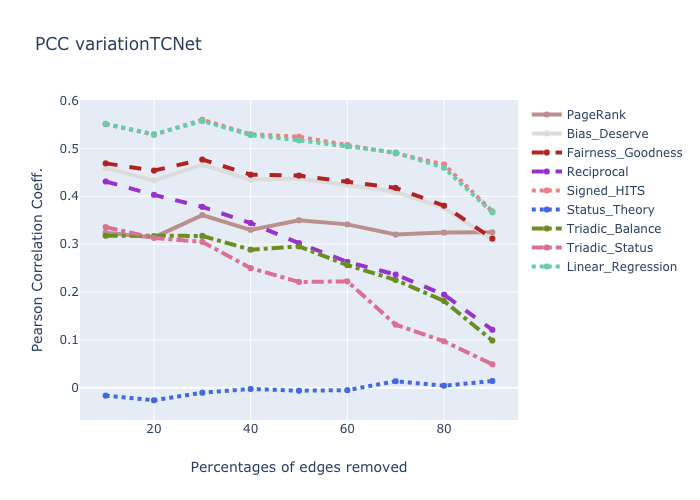 PCC variationTCNet
0.6
0.5
0.4
0.3
0.2
0.1
0
20 40 60 80
Pearson Correlation Coeff.
Percentages of edges removed
PageRank
Bias_Deserve
Fairness_Goodness
Reciprocal
Signed_HITS
Status_Theory
Triadic_Balance
Triadic_Status
Linear_Regression